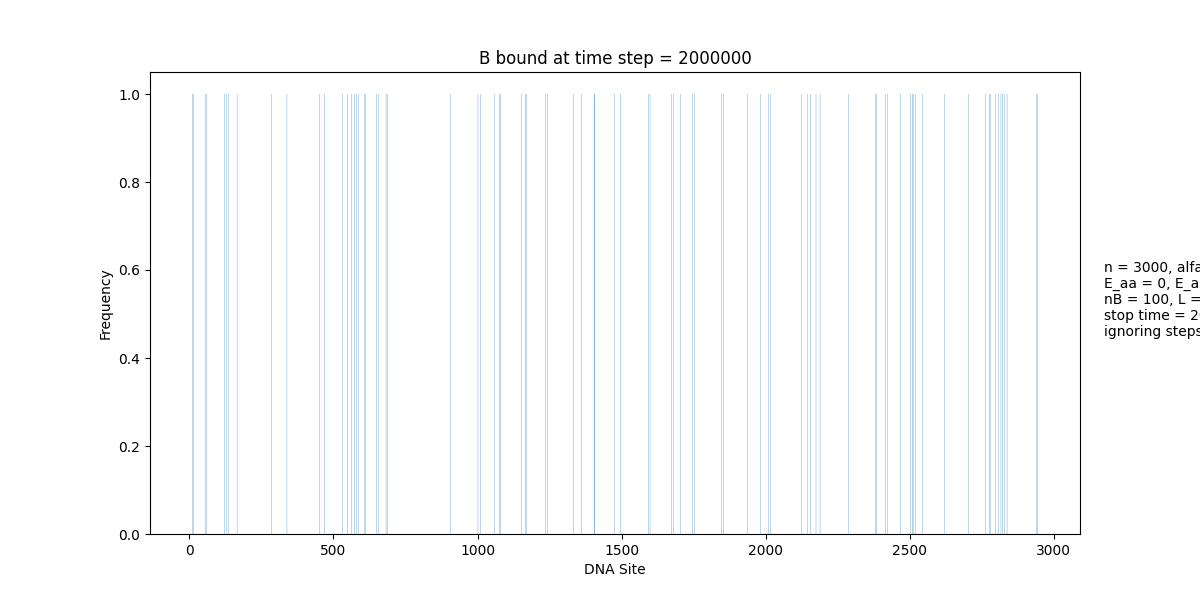 B bound at time step = 2000000
1.0
0.8
0.6
0.4
0.2
0.0
Frequency
0 500 1000 1500 2000 2500 3000
DNA Site
n = 3000, alfa
E_aa = 0, E_a
nB = 100, L =
stop time = 2
ignoring steps